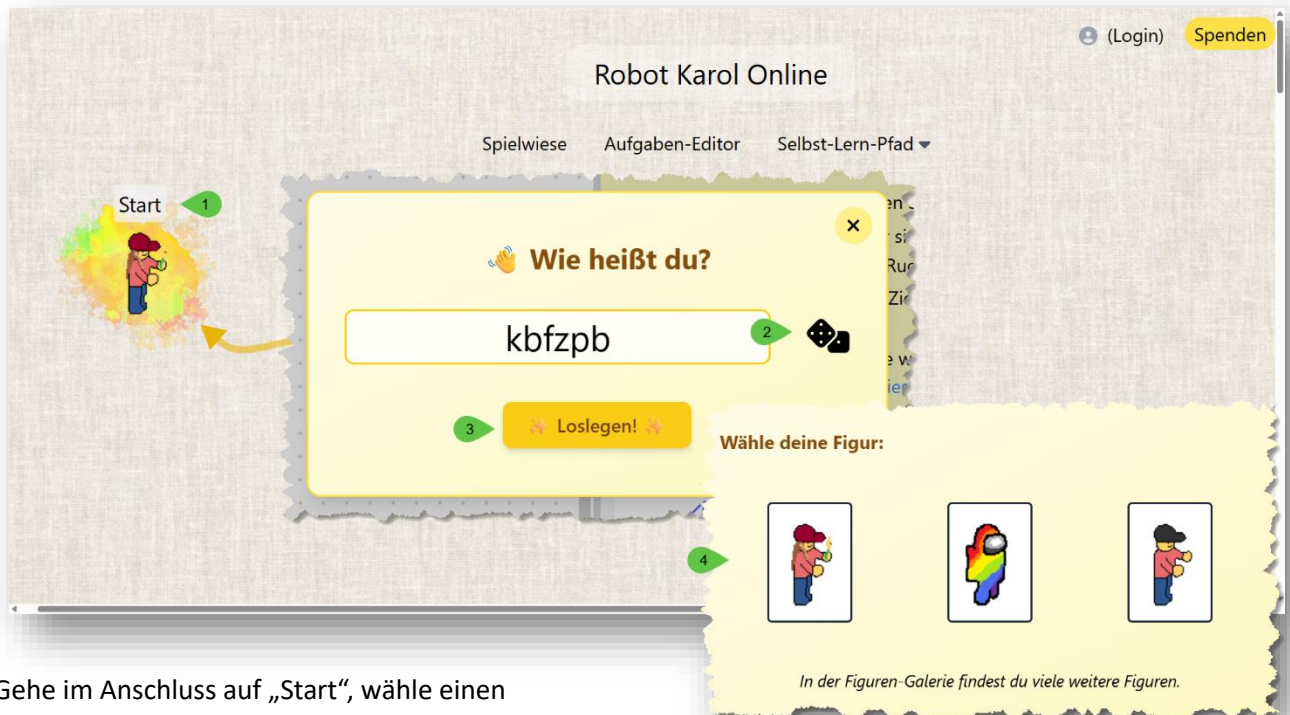 (Login) Spenden
Robot Karol Online
Spielwiese Aufgaben-Editor Selbst-Lern-Pfad
Start 1
👋 Wie heißt du?
kbfzpb 2
3 Loslegen!
Wähle deine Figur:
4
In der Figuren-Galerie findest du viele weitere Figuren.
Gehe im Anschluss auf „Start“, wähle einen